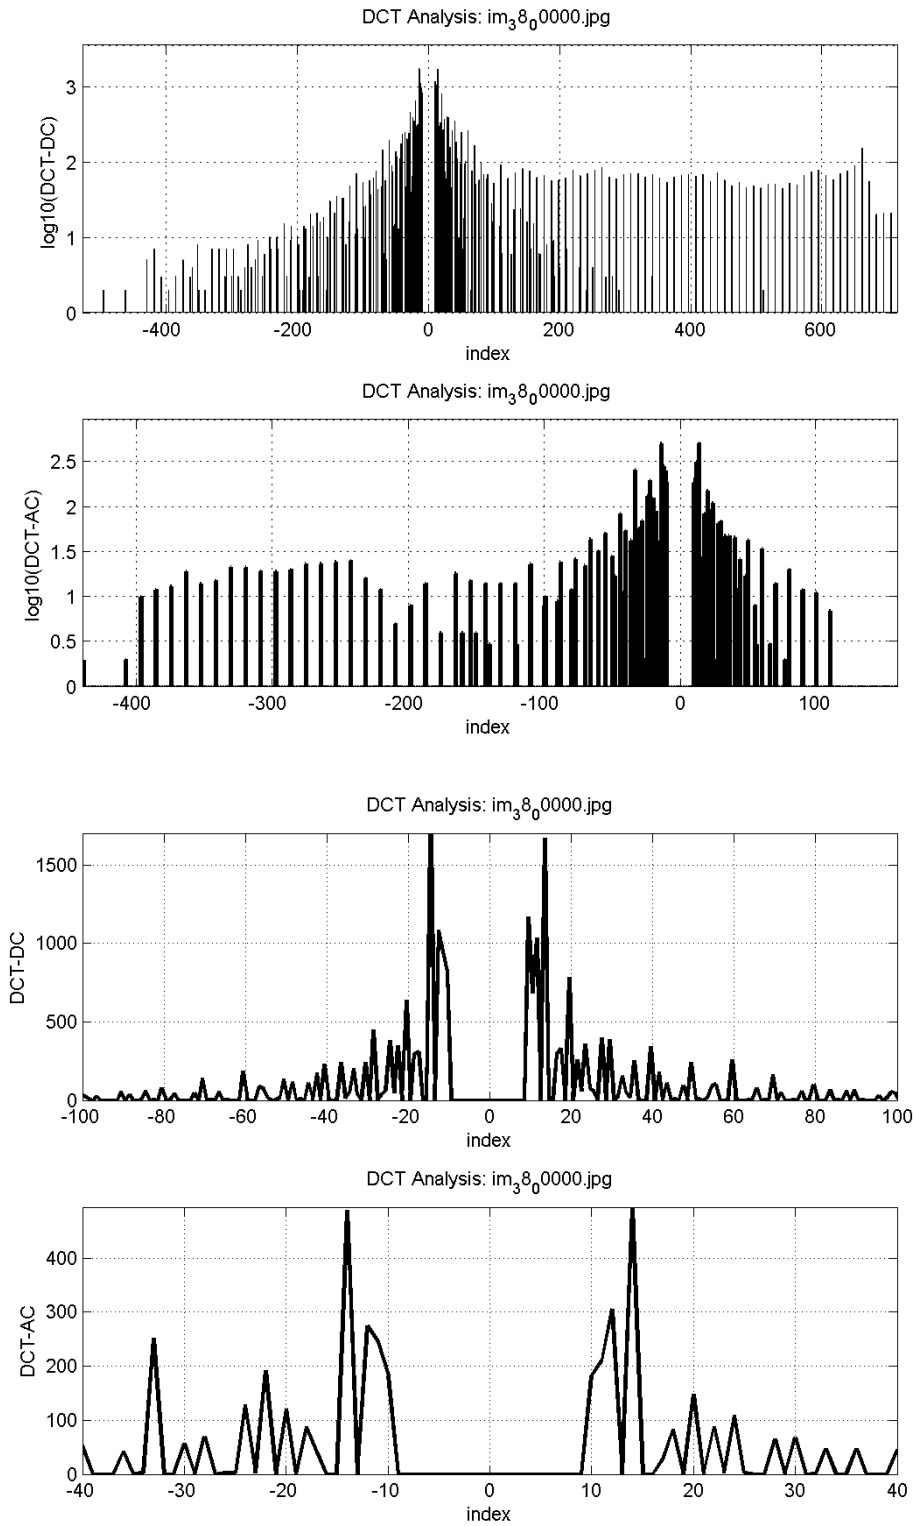 DCT Analysis: im₃8₀0000.jpg
log10(DCT-DC)
3
2
1
0
-400 -200 0 200 400 600
index
DCT Analysis: im₃8₀0000.jpg
log10(DCT-AC)
2.5
2
1.5
1
0.5
0
-400 -300 -200 -100 0 100
index
DCT Analysis: im₃8₀0000.jpg
DCT-DC
1500
1000
500
0
-100 -80 -60 -40 -20 0 20 40 60 80 100
index
DCT Analysis: im₃8₀0000.jpg
DCT-AC
400
300
200
100
0
-40 -30 -20 -10 0 10 20 30 40
index